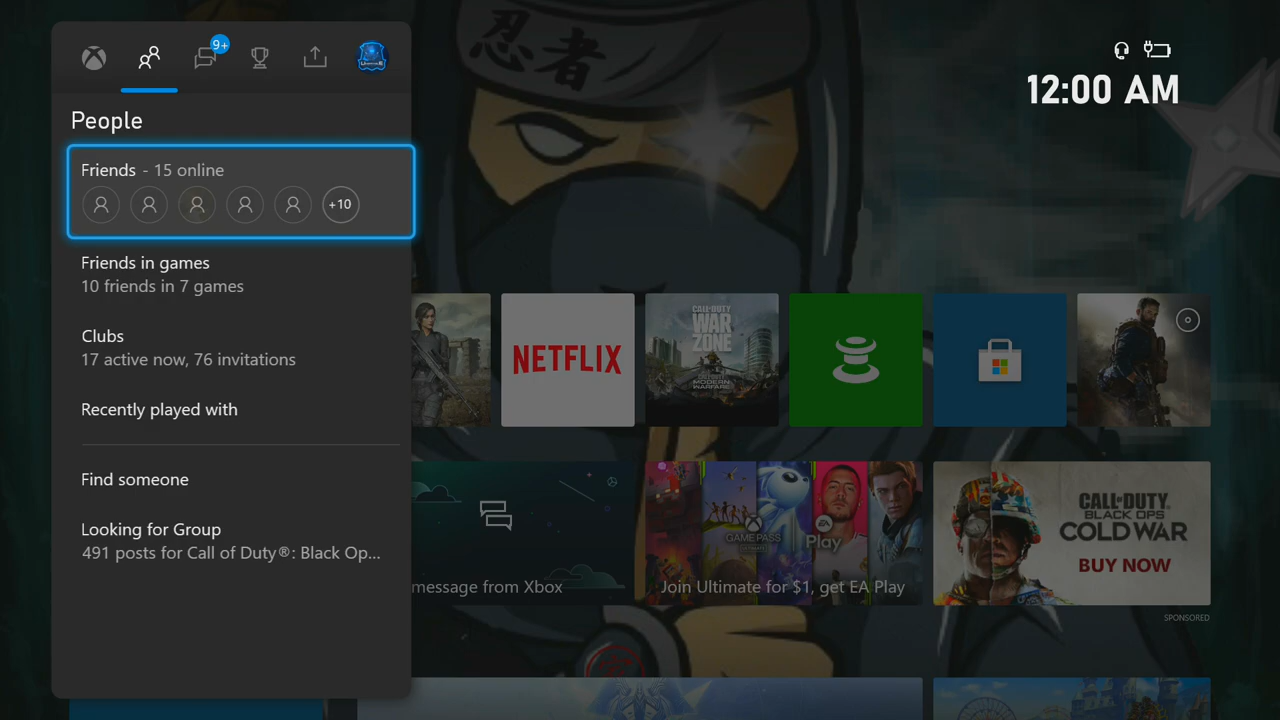 9+
12:00 AM
People
Friends - 15 online
+10
Friends in games
10 friends in 7 games
Clubs
17 active now, 76 invitations
Recently played with
Find someone
Looking for Group
491 posts for Call of Duty®: Black Op...
忍者
NETFLIX
CALL OF DUTY
WAR
ZONE
MODERN
WARFARE
message from Xbox
GAME PASS
ULTIMATE
EA
Play
Join Ultimate for $1, get EA Play
CALL OF DUTY
BLACK OPS
COLD WAR
BUY NOW
SPONSORED